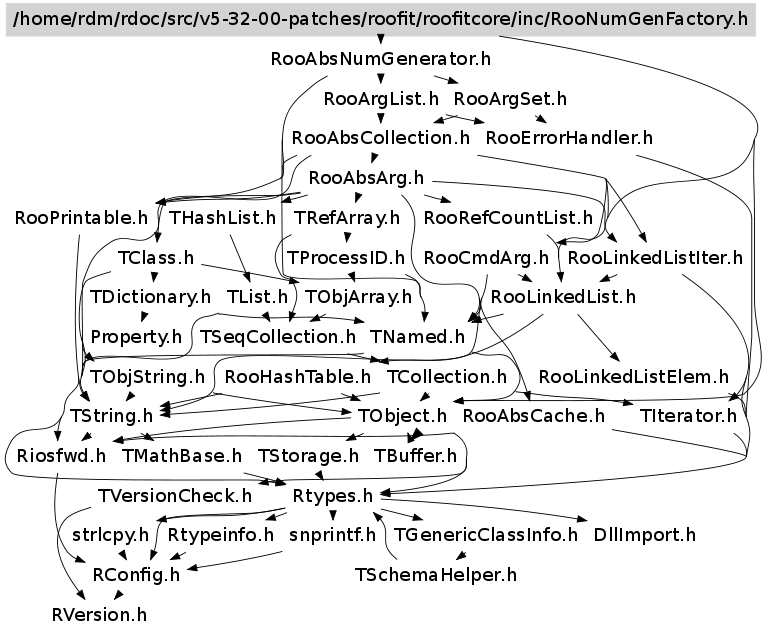 /home/rdm/rdoc/src/v5-32-00-patches/roofit/roofitcore/inc/RooNumGenFactory.h
RooAbsNumGenerator.h
RooArgList.h RooArgSet.h
RooAbsCollection.h RooErrorHandler.h
RooAbsArg.h
RooPrintable.h THashList.h TRefArray.h RooRefCountList.h
TClass.h TProcessID.h RooCmdArg.h RooLinkedListIter.h
TDictionary.h TList.h TObjArray.h RooLinkedList.h
Property.h TSeqCollection.h TNamed.h
TObjString.h RooHashTable.h TCollection.h RooLinkedListElem.h
TString.h TObject.h RooAbsCache.h TIterator.h
Riosfwd.h TMathBase.h TStorage.h TBuffer.h
TVersionCheck.h Rtypes.h
strlcpy.h Rtypeinfo.h snprintf.h TGenericClassInfo.h DllImport.h
RConfig.h TSchemaHelper.h
RVersion.h